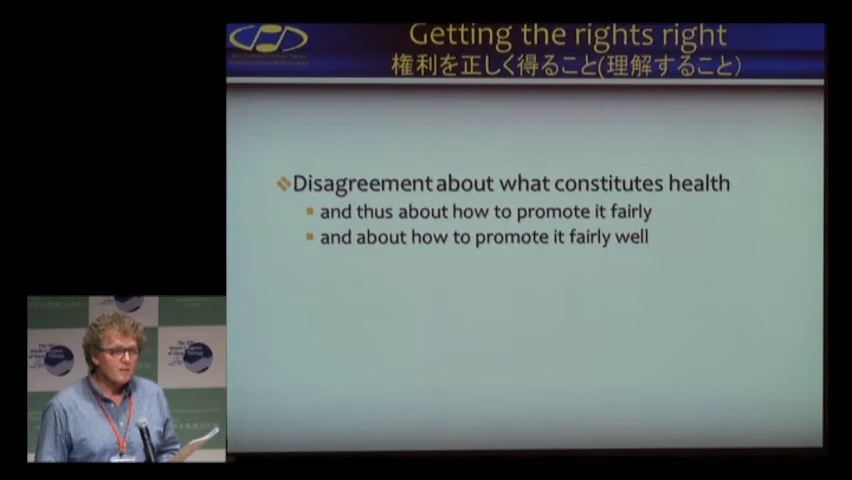 Getting the rights right
権利を正しく得ること(理解すること)
Disagreement about what constitutes health
and thus about how to promote it fairly
and about how to promote it fairly well